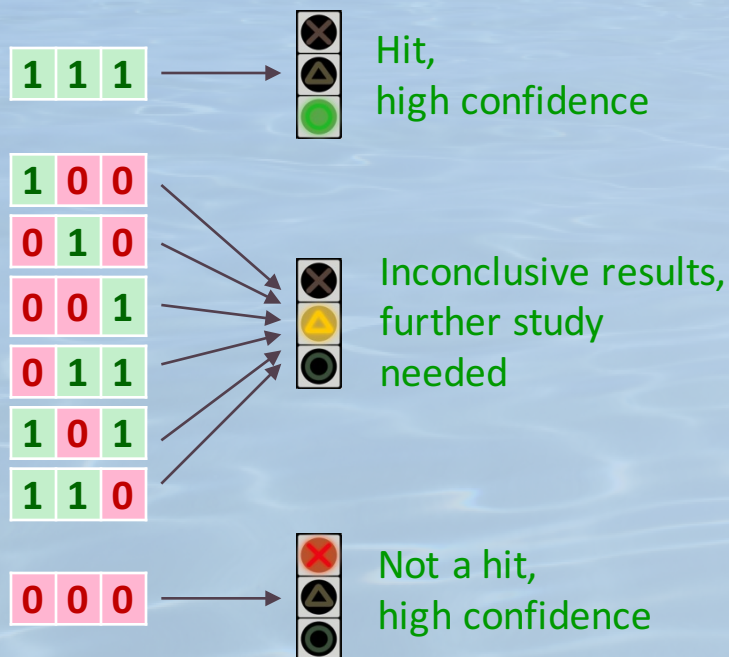 1 1 1
Hit,
high confidence
1 0 0
0 1 0
0 0 1
0 1 1
1 0 1
1 1 0
Inconclusive results,
further study
needed
0 0 0
Not a hit,
high confidence